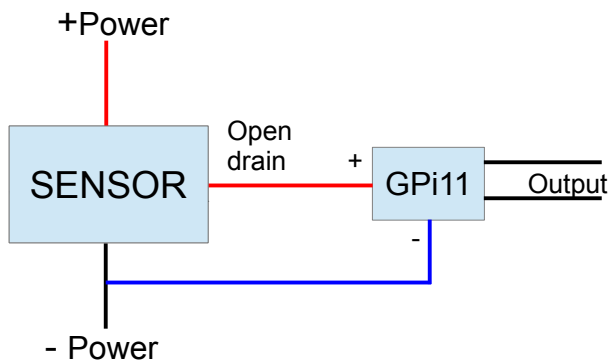 +Power
Open
drain
+
SENSOR
GPi11
Output
-
- Power